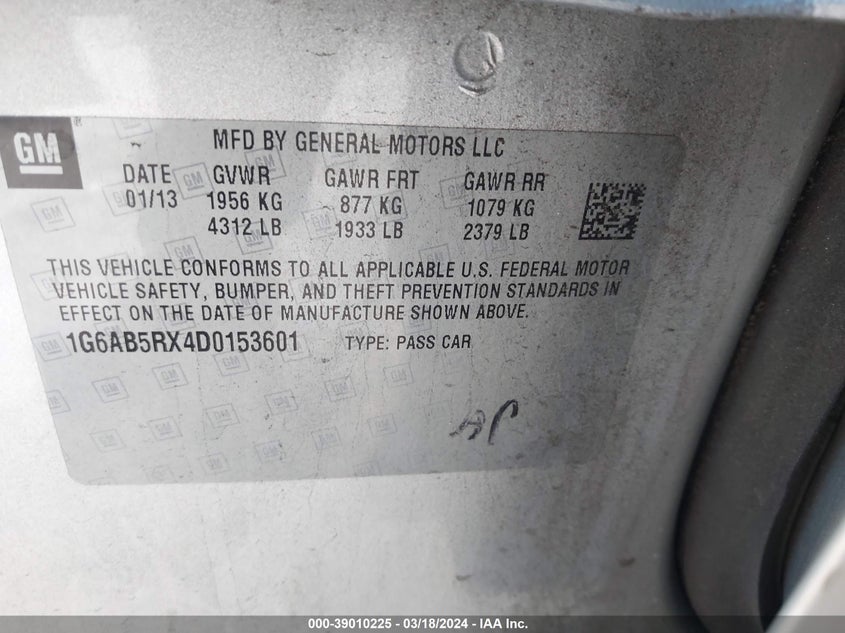 GM
MFD BY GENERAL MOTORS LLC
DATE GVWR GAWR FRT GAWR RR
01/13 1956 KG 877 KG 1079 KG
4312 LB 1933 LB 2379 LB
THIS VEHICLE CONFORMS TO ALL APPLICABLE U.S. FEDERAL MOTOR
VEHICLE SAFETY, BUMPER, AND THEFT PREVENTION STANDARDS IN
EFFECT ON THE DATE OF MANUFACTURE SHOWN ABOVE.
1G6AB5RX4D0153601 TYPE: PASS CAR
000-39010225 - 03/18/2024 - IAA Inc.